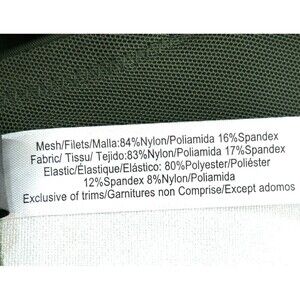 Mesh/Filets/Malla:84%Nylon/Poliamida 16%Spandex
Fabric/ Tissu/ Tejido:83%Nylon/Poliamida 17%Spandex
Elastic/Élastique/Elástico: 80%Polyester/Poliéster
12%Spandex 8%Nylon/Poliamida
Exclusive of trims/Garnitures non Comprise/Except adornos